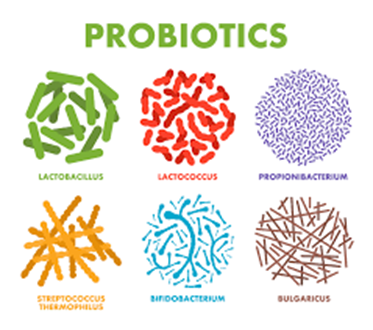 PROBIOTICS
LACTOBACILLUS
LACTOCOCCUS
PROPIONIBACTERIUM
STREPTOCOCCUS
THERMOPHILUS
BIFIDOBACTERIUM
BULGARICUS